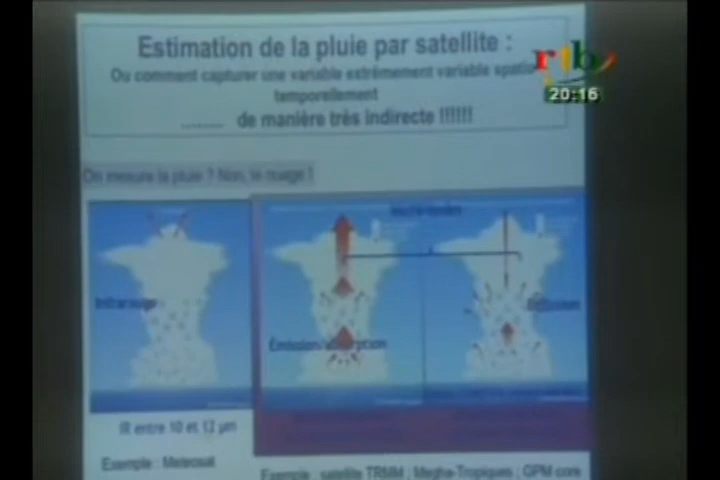 Estimation de la pluie par satellite :
Ou comment capturer une variable extrêmement variable
temporellement
........ de manière très indirecte !!!!!!
rtb
20:16
On mesure la pluie ? Non, le nuage !
Infrarouge
Emission/absorption
Diffusion
IR entre 10 et 12 µm
Exemple : Meteosat
Exemple : satellite TRMM ; Megha-Tropiques ; GPM core